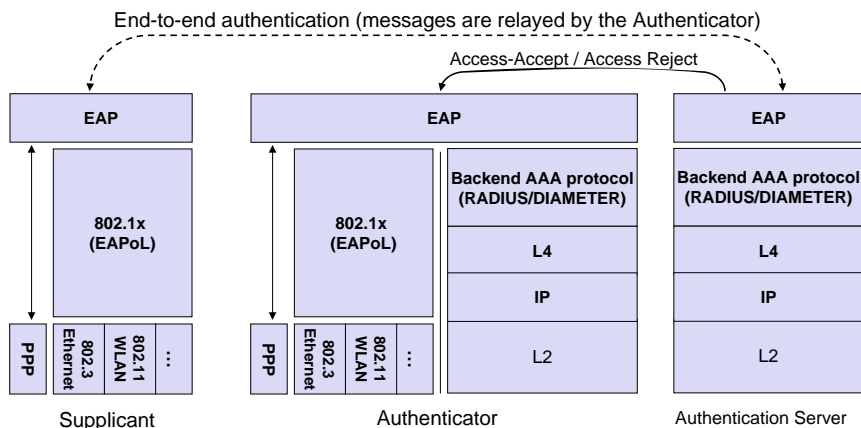 End-to-end authentication (messages are relayed by the Authenticator)
Access-Accept / Access Reject
EAP
EAP
EAP
802.1x
(EAPoL)
802.1x
(EAPoL)
Backend AAA protocol
(RADIUS/DIAMETER)
Backend AAA protocol
(RADIUS/DIAMETER)
L4
L4
IP
IP
PPP
802.3
Ethernet
802.11
WLAN
...
PPP
802.3
Ethernet
802.11
WLAN
...
L2
L2
Supplicant
Authenticator
Authentication Server